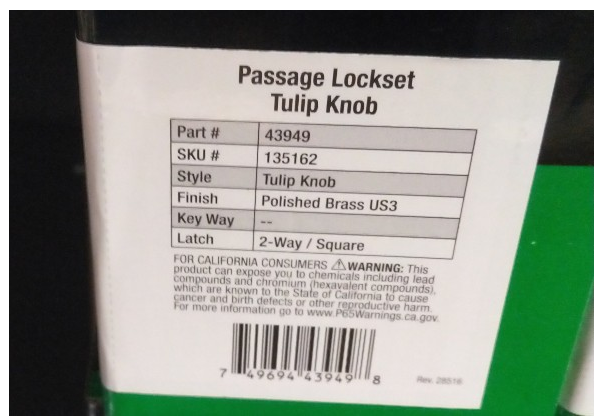 Passage Lockset
Tulip Knob
Part # 43949
SKU # 135162
Style Tulip Knob
Finish Polished Brass US3
Key Way --
Latch 2-Way / Square
FOR CALIFORNIA CONSUMERS ⚠WARNING: This
product can expose you to chemicals including lead
compounds and chromium (hexavalent compounds),
which are known to the State of California to cause
cancer and birth defects or other reproductive harm.
For more information go to www.P65Warnings.ca.gov.
7 49694 43949 8
Rev. 28516